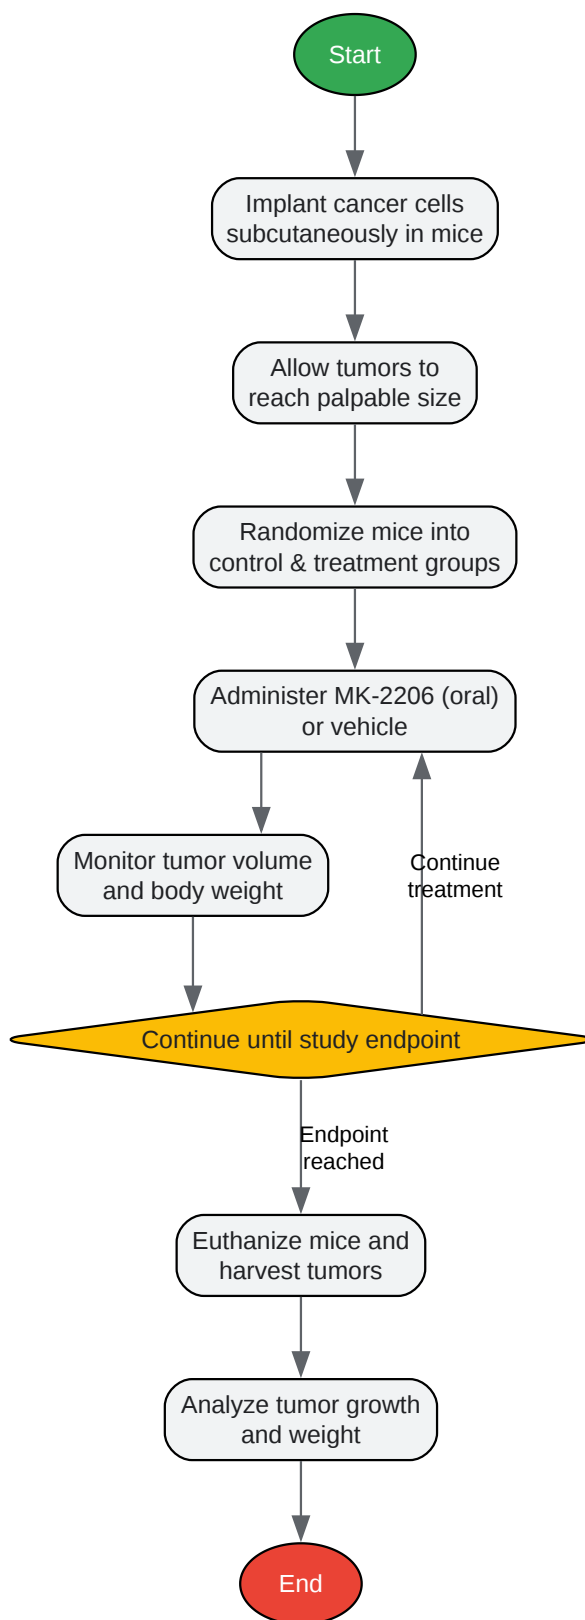 Start
Implant cancer cells
subcutaneously in mice
Allow tumors to
reach palpable size
Randomize mice into
control & treatment groups
Administer MK-2206 (oral)
or vehicle
Monitor tumor volume
and body weight
Continue
treatment
Continue until study endpoint
Endpoint
reached
Euthanize mice and
harvest tumors
Analyze tumor growth
and weight
End